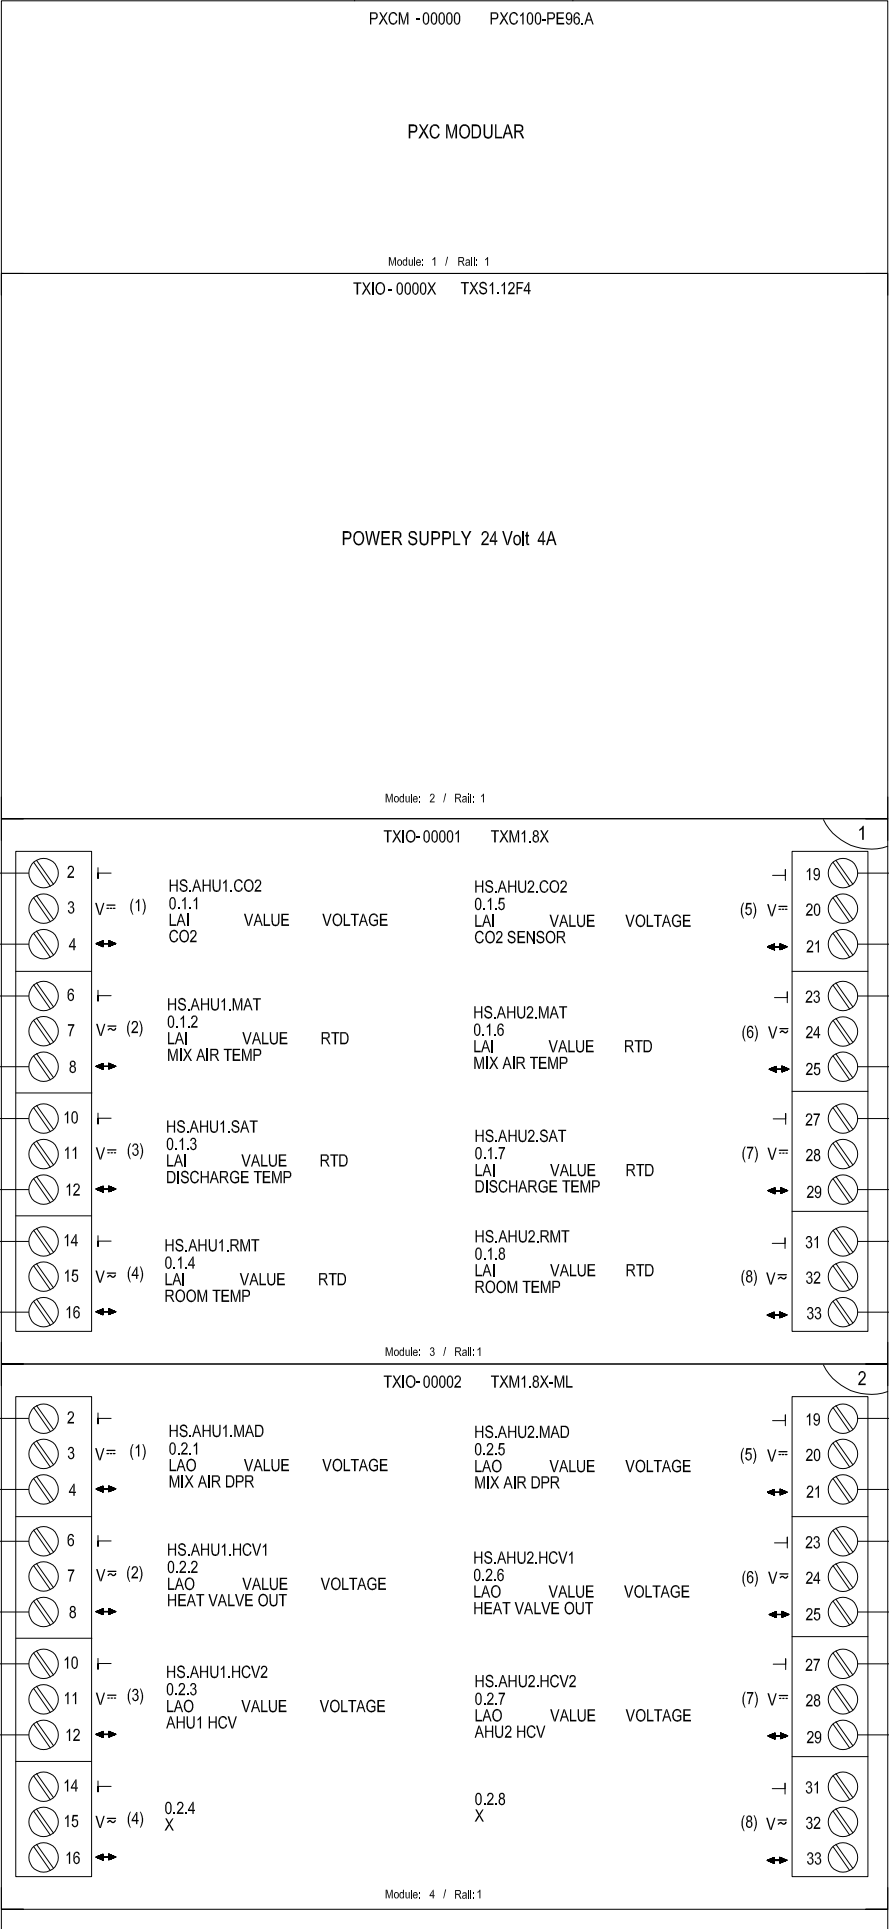 PXCM -00000 PXC100-PE96.A
PXC MODULAR
Module: 1 / Rail: 1
TXIO-0000X TXS1.12F4
POWER SUPPLY 24 Volt 4A
Module: 2 / Rail: 1
TXIO-00001 TXM1.8X
1
2
3 V= (1)
4
HS.AHU1.CO2
0.1.1
LAI VALUE VOLTAGE
CO2
HS.AHU2.CO2
0.1.5
LAI VALUE VOLTAGE
CO2 SENSOR
19
(5) V= 20
21
6
7 V≈ (2)
8
HS.AHU1.MAT
0.1.2
LAI VALUE RTD
MIX AIR TEMP
HS.AHU2.MAT
0.1.6
LAI VALUE RTD
MIX AIR TEMP
23
(6) V≈ 24
25
10
11 V= (3)
12
HS.AHU1.SAT
0.1.3
LAI VALUE RTD
DISCHARGE TEMP
HS.AHU2.SAT
0.1.7
LAI VALUE RTD
DISCHARGE TEMP
27
(7) V= 28
29
14
15 V≈ (4)
16
HS.AHU1.RMT
0.1.4
LAI VALUE RTD
ROOM TEMP
HS.AHU2.RMT
0.1.8
LAI VALUE RTD
ROOM TEMP
31
(8) V≈ 32
33
Module: 3 / Rail:1
TXIO-00002 TXM1.8X-ML
2
2
3 V= (1)
4
HS.AHU1.MAD
0.2.1
LAO VALUE VOLTAGE
MIX AIR DPR
HS.AHU2.MAD
0.2.5
LAO VALUE VOLTAGE
MIX AIR DPR
19
(5) V= 20
21
6
7 V≈ (2)
8
HS.AHU1.HCV1
0.2.2
LAO VALUE VOLTAGE
HEAT VALVE OUT
HS.AHU2.HCV1
0.2.6
LAO VALUE VOLTAGE
HEAT VALVE OUT
23
(6) V≈ 24
25
10
11 V= (3)
12
HS.AHU1.HCV2
0.2.3
LAO VALUE VOLTAGE
AHU1 HCV
HS.AHU2.HCV2
0.2.7
LAO VALUE VOLTAGE
AHU2 HCV
27
(7) V= 28
29
14
15 V≈ (4)
16
0.2.4
X
0.2.8
X
31
(8) V≈ 32
33
Module: 4 / Rail:1